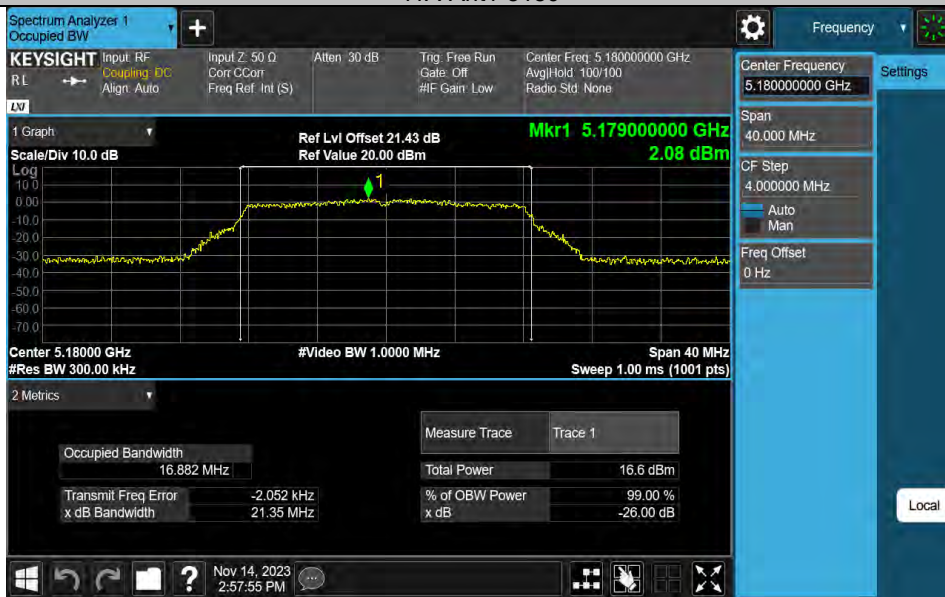 Spectrum Analyzer 1
Occupied BW
Frequency
KEYSIGHT
Input: RF
Coupling: DC
Align: Auto
Input Z: 50 Ω
Corr CCorr
Freq Ref: Int (S)
Atten: 30 dB
Trig: Free Run
Gate: Off
#IF Gain: Low
Center Freq: 5.180000000 GHz
Avg|Hold: 100/100
Radio Std: None
RL
LXI
Center Frequency
5.180000000 GHz
Settings
Span
40.000 MHz
CF Step
4.000000 MHz
Auto
Man
Freq Offset
0 Hz
1 Graph
Scale/Div 10.0 dB
Ref Lvl Offset 21.43 dB
Ref Value 20.00 dBm
Mkr1 5.179000000 GHz
2.08 dBm
Log
10.0
0.00
-10.0
-20.0
-30.0
-40.0
-50.0
-60.0
-70.0
1
Center 5.18000 GHz
#Res BW 300.00 kHz
#Video BW 1.0000 MHz
Span 40 MHz
Sweep 1.00 ms (1001 pts)
2 Metrics
Measure Trace Trace 1
Occupied Bandwidth
16.882 MHz
Total Power 16.6 dBm
Transmit Freq Error -2.052 kHz
% of OBW Power 99.00 %
x dB Bandwidth 21.35 MHz
x dB -26.00 dB
Local
?
Nov 14, 2023
2:57:55 PM